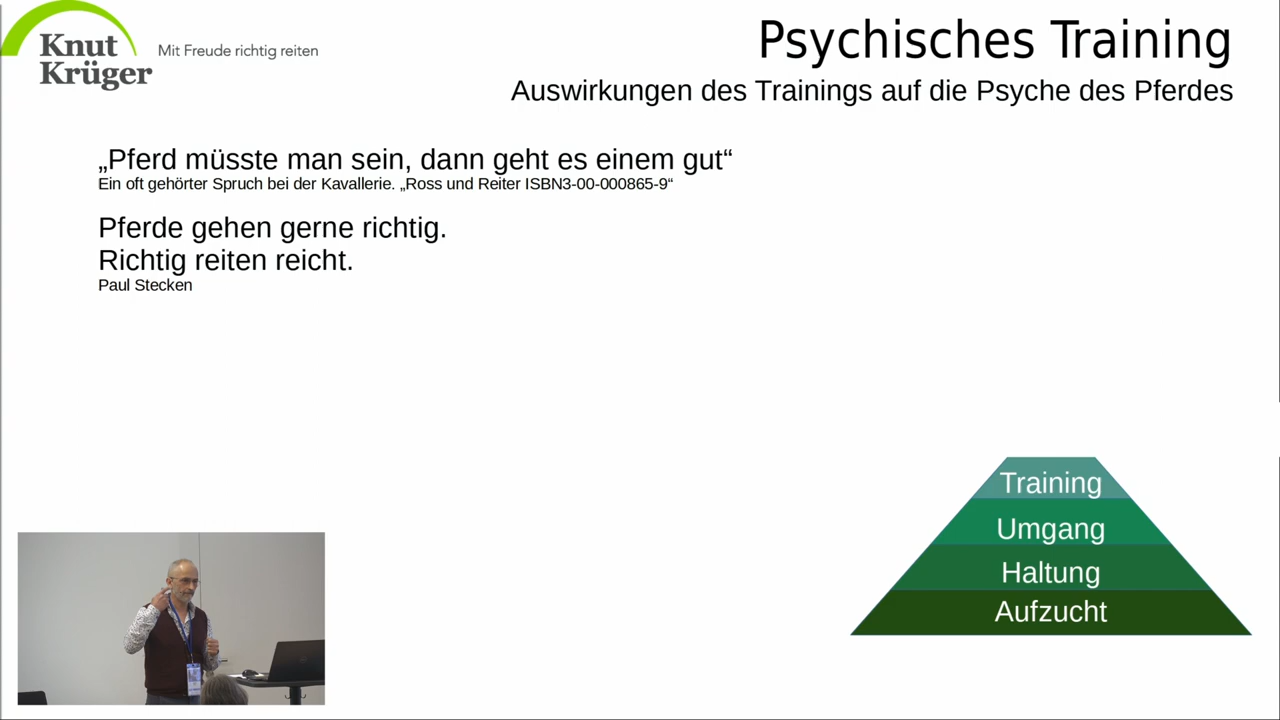 Knut
Krüger
Mit Freude richtig reiten
Psychisches Training
Auswirkungen des Trainings auf die Psyche des Pferdes
„Pferd müsste man sein, dann geht es einem gut“
Ein oft gehörter Spruch bei der Kavallerie. „Ross und Reiter ISBN3-00-000865-9“
Pferde gehen gerne richtig.
Richtig reiten reicht.
Paul Stecken
Training
Umgang
Haltung
Aufzucht